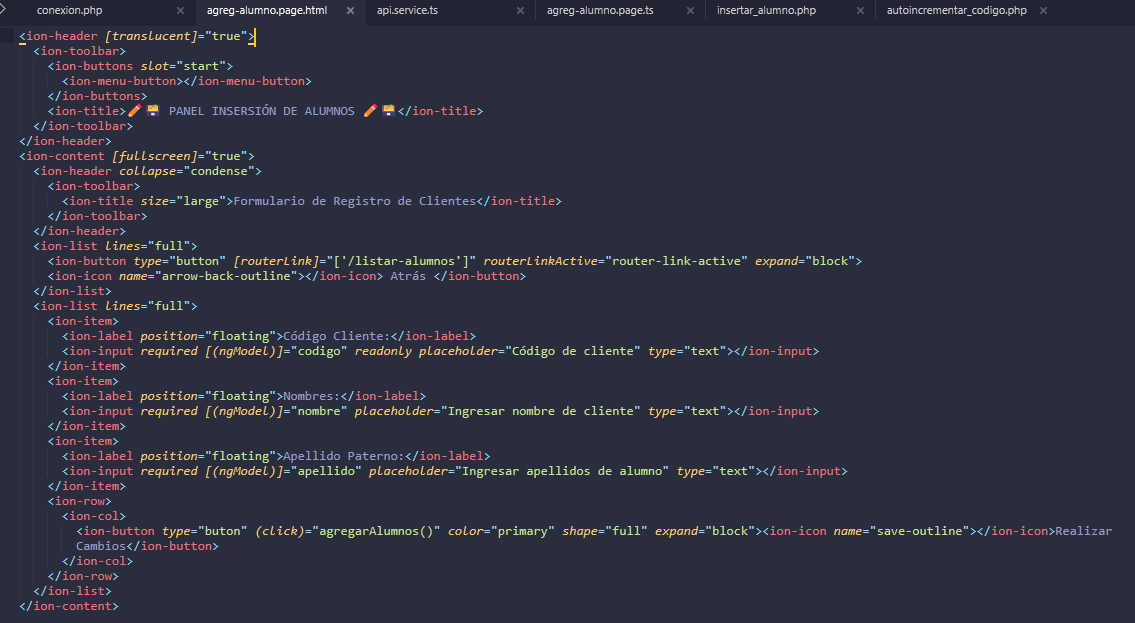 conexion.php × agreg-alumno.page.html × api.service.ts × agreg-alumno.page.ts × insertar_alumno.php × autoincrementar_codigo.php ×
<ion-header [translucent]="true">
<ion-toolbar>
<ion-buttons slot="start">
<ion-menu-button></ion-menu-button>
</ion-buttons>
<ion-title> PANEL INSERSIÓN DE ALUMNOS </ion-title>
</ion-toolbar>
</ion-header>
<ion-content [fullscreen]="true">
<ion-header collapse="condense">
<ion-toolbar>
<ion-title size="large">Formulario de Registro de Clientes</ion-title>
</ion-toolbar>
</ion-header>
<ion-list lines="full">
<ion-button type="button" [routerLink]="['/listar-alumnos']" routerLinkActive="router-link-active" expand="block">
<ion-icon name="arrow-back-outline"></ion-icon> Atrás </ion-button>
</ion-list>
<ion-list lines="full">
<ion-item>
<ion-label position="floating">Código Cliente:</ion-label>
<ion-input required [(ngModel)]="codigo" readonly placeholder="Código de cliente" type="text"></ion-input>
</ion-item>
<ion-item>
<ion-label position="floating">Nombres:</ion-label>
<ion-input required [(ngModel)]="nombre" placeholder="Ingresar nombre de cliente" type="text"></ion-input>
</ion-item>
<ion-item>
<ion-label position="floating">Apellido Paterno:</ion-label>
<ion-input required [(ngModel)]="apellido" placeholder="Ingresar apellidos de alumno" type="text"></ion-input>
</ion-item>
<ion-row>
<ion-col>
<ion-button type="buton" (click)="agregarAlumnos()" color="primary" shape="full" expand="block"><ion-icon name="save-outline"></ion-icon>Realizar
Cambios</ion-button>
</ion-col>
</ion-row>
</ion-list>
</ion-content>